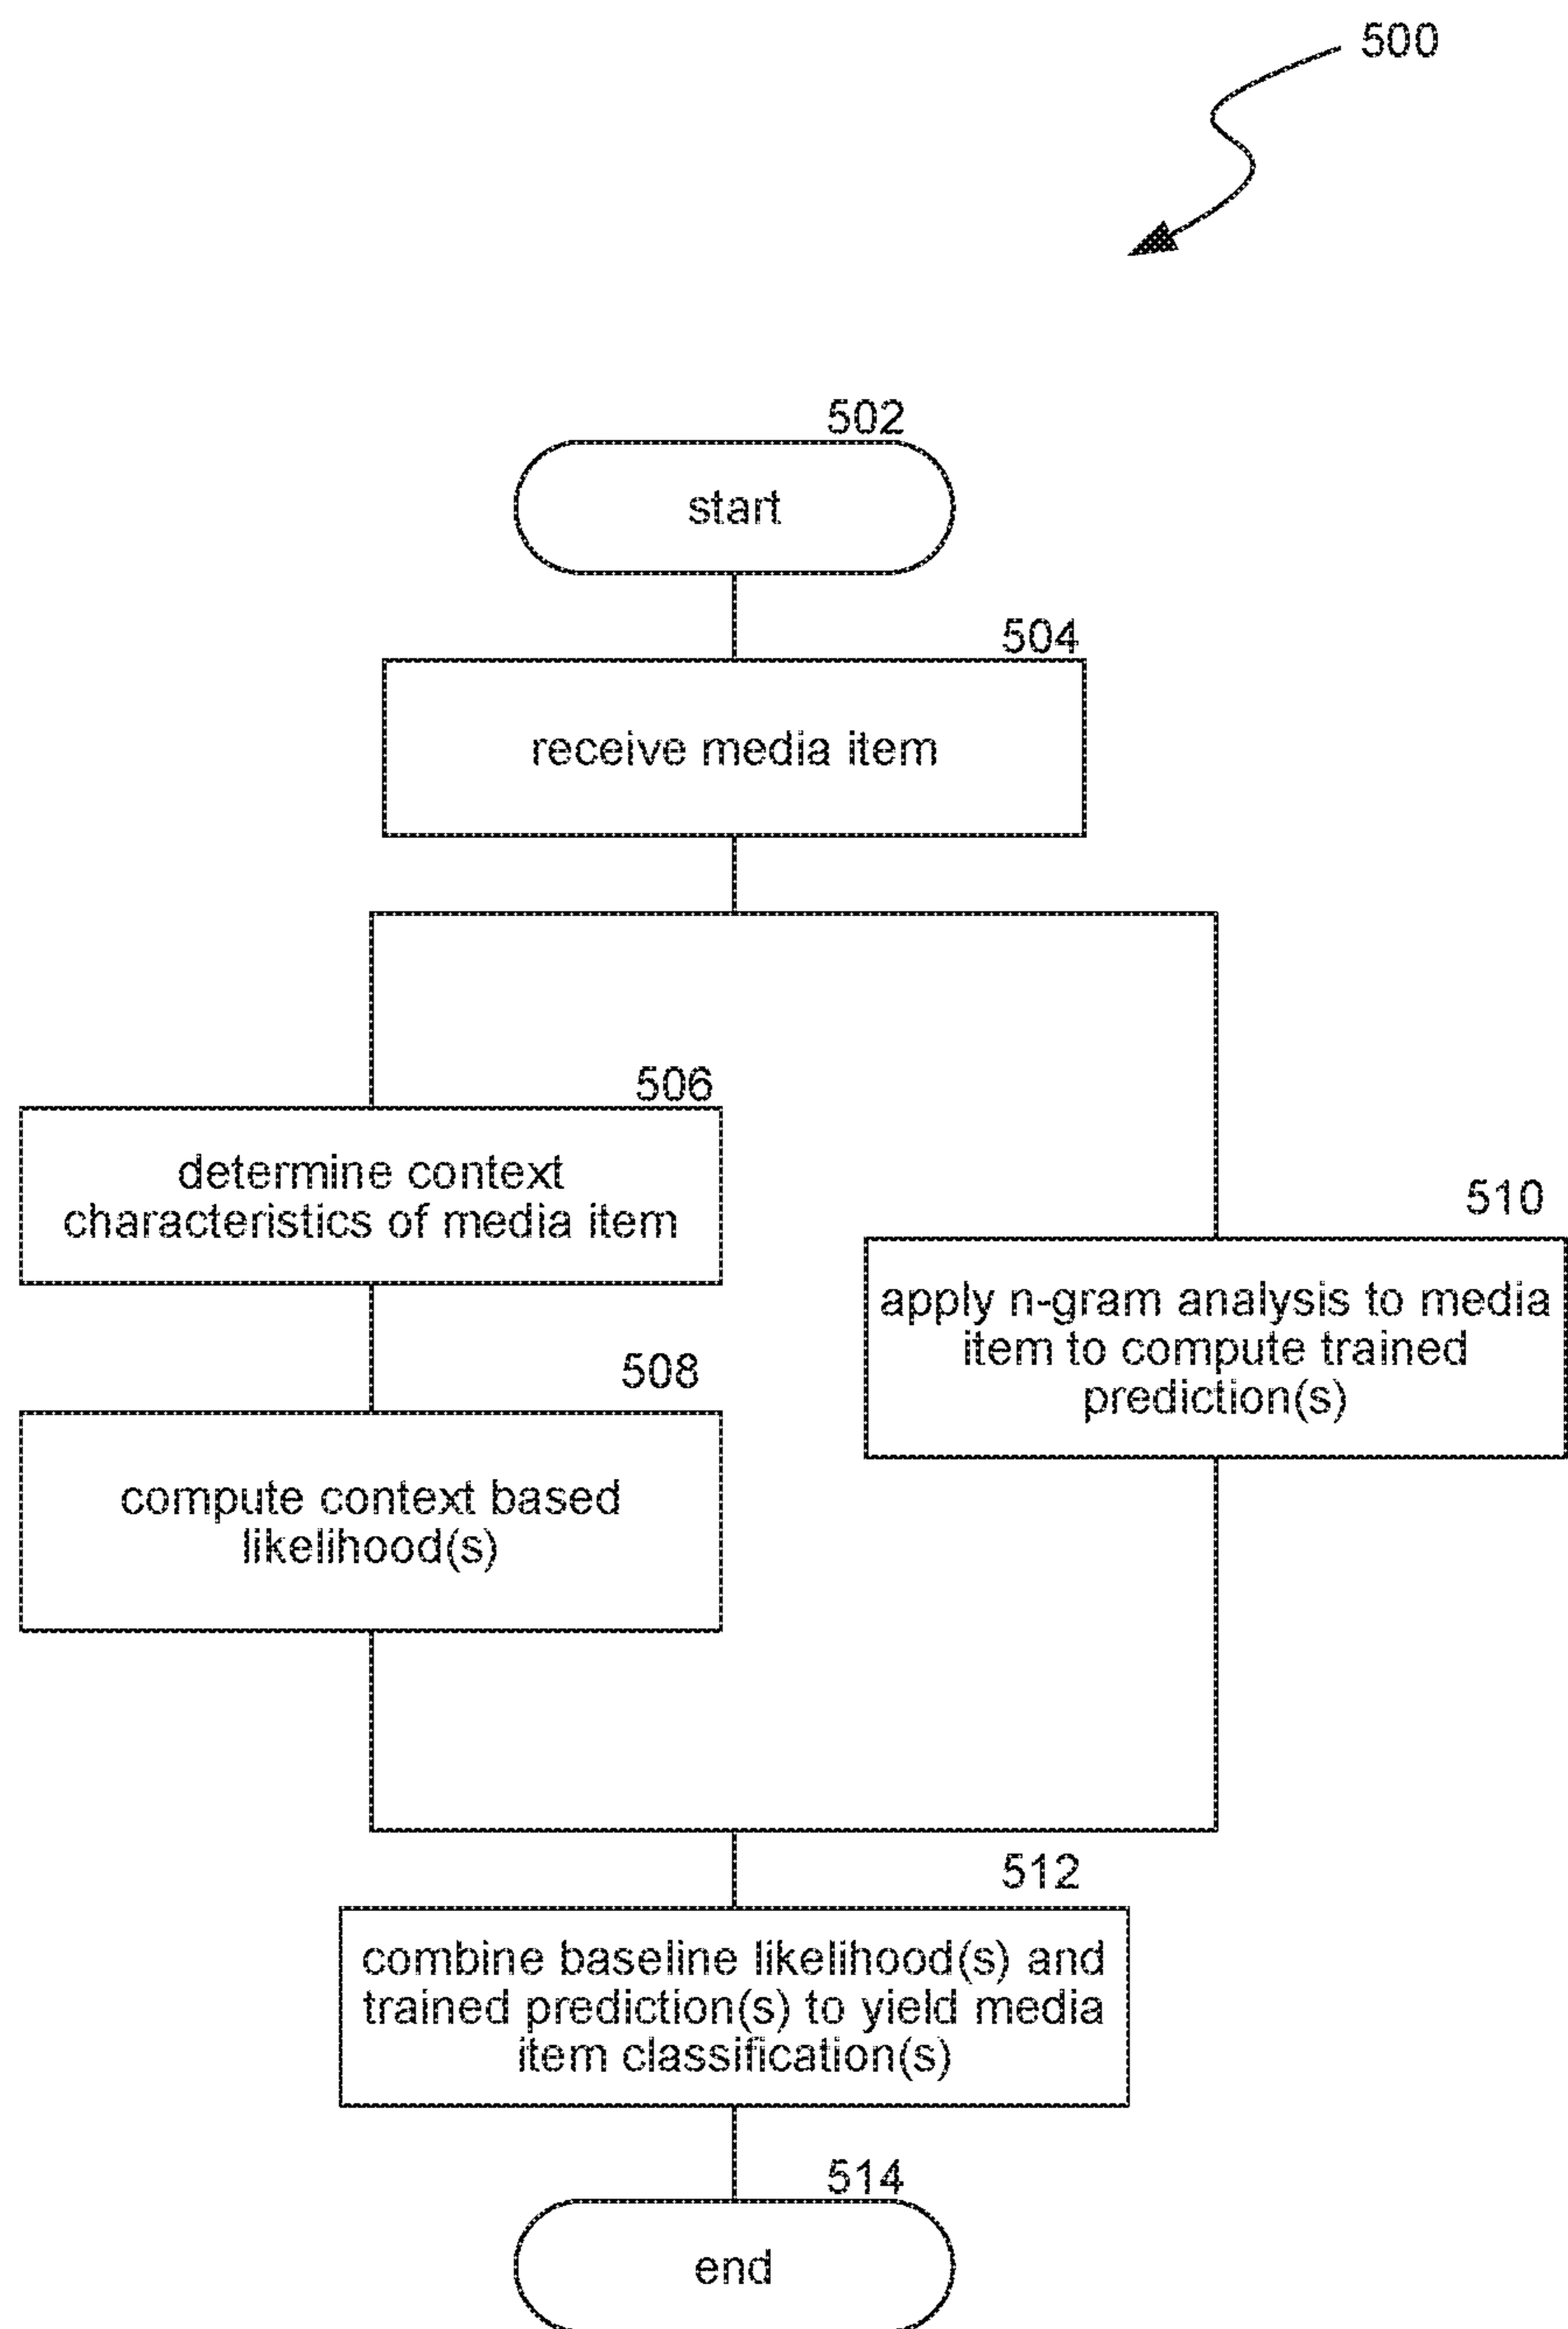 500
502
start
504
receive media item
506
determine context
characteristics of media item
508
compute context based
likelihood(s)
510
apply n-gram analysis to media
item to compute trained
prediction(s)
512
combine baseline likelihood(s) and
trained prediction(s) to yield media
item classification(s)
514
end